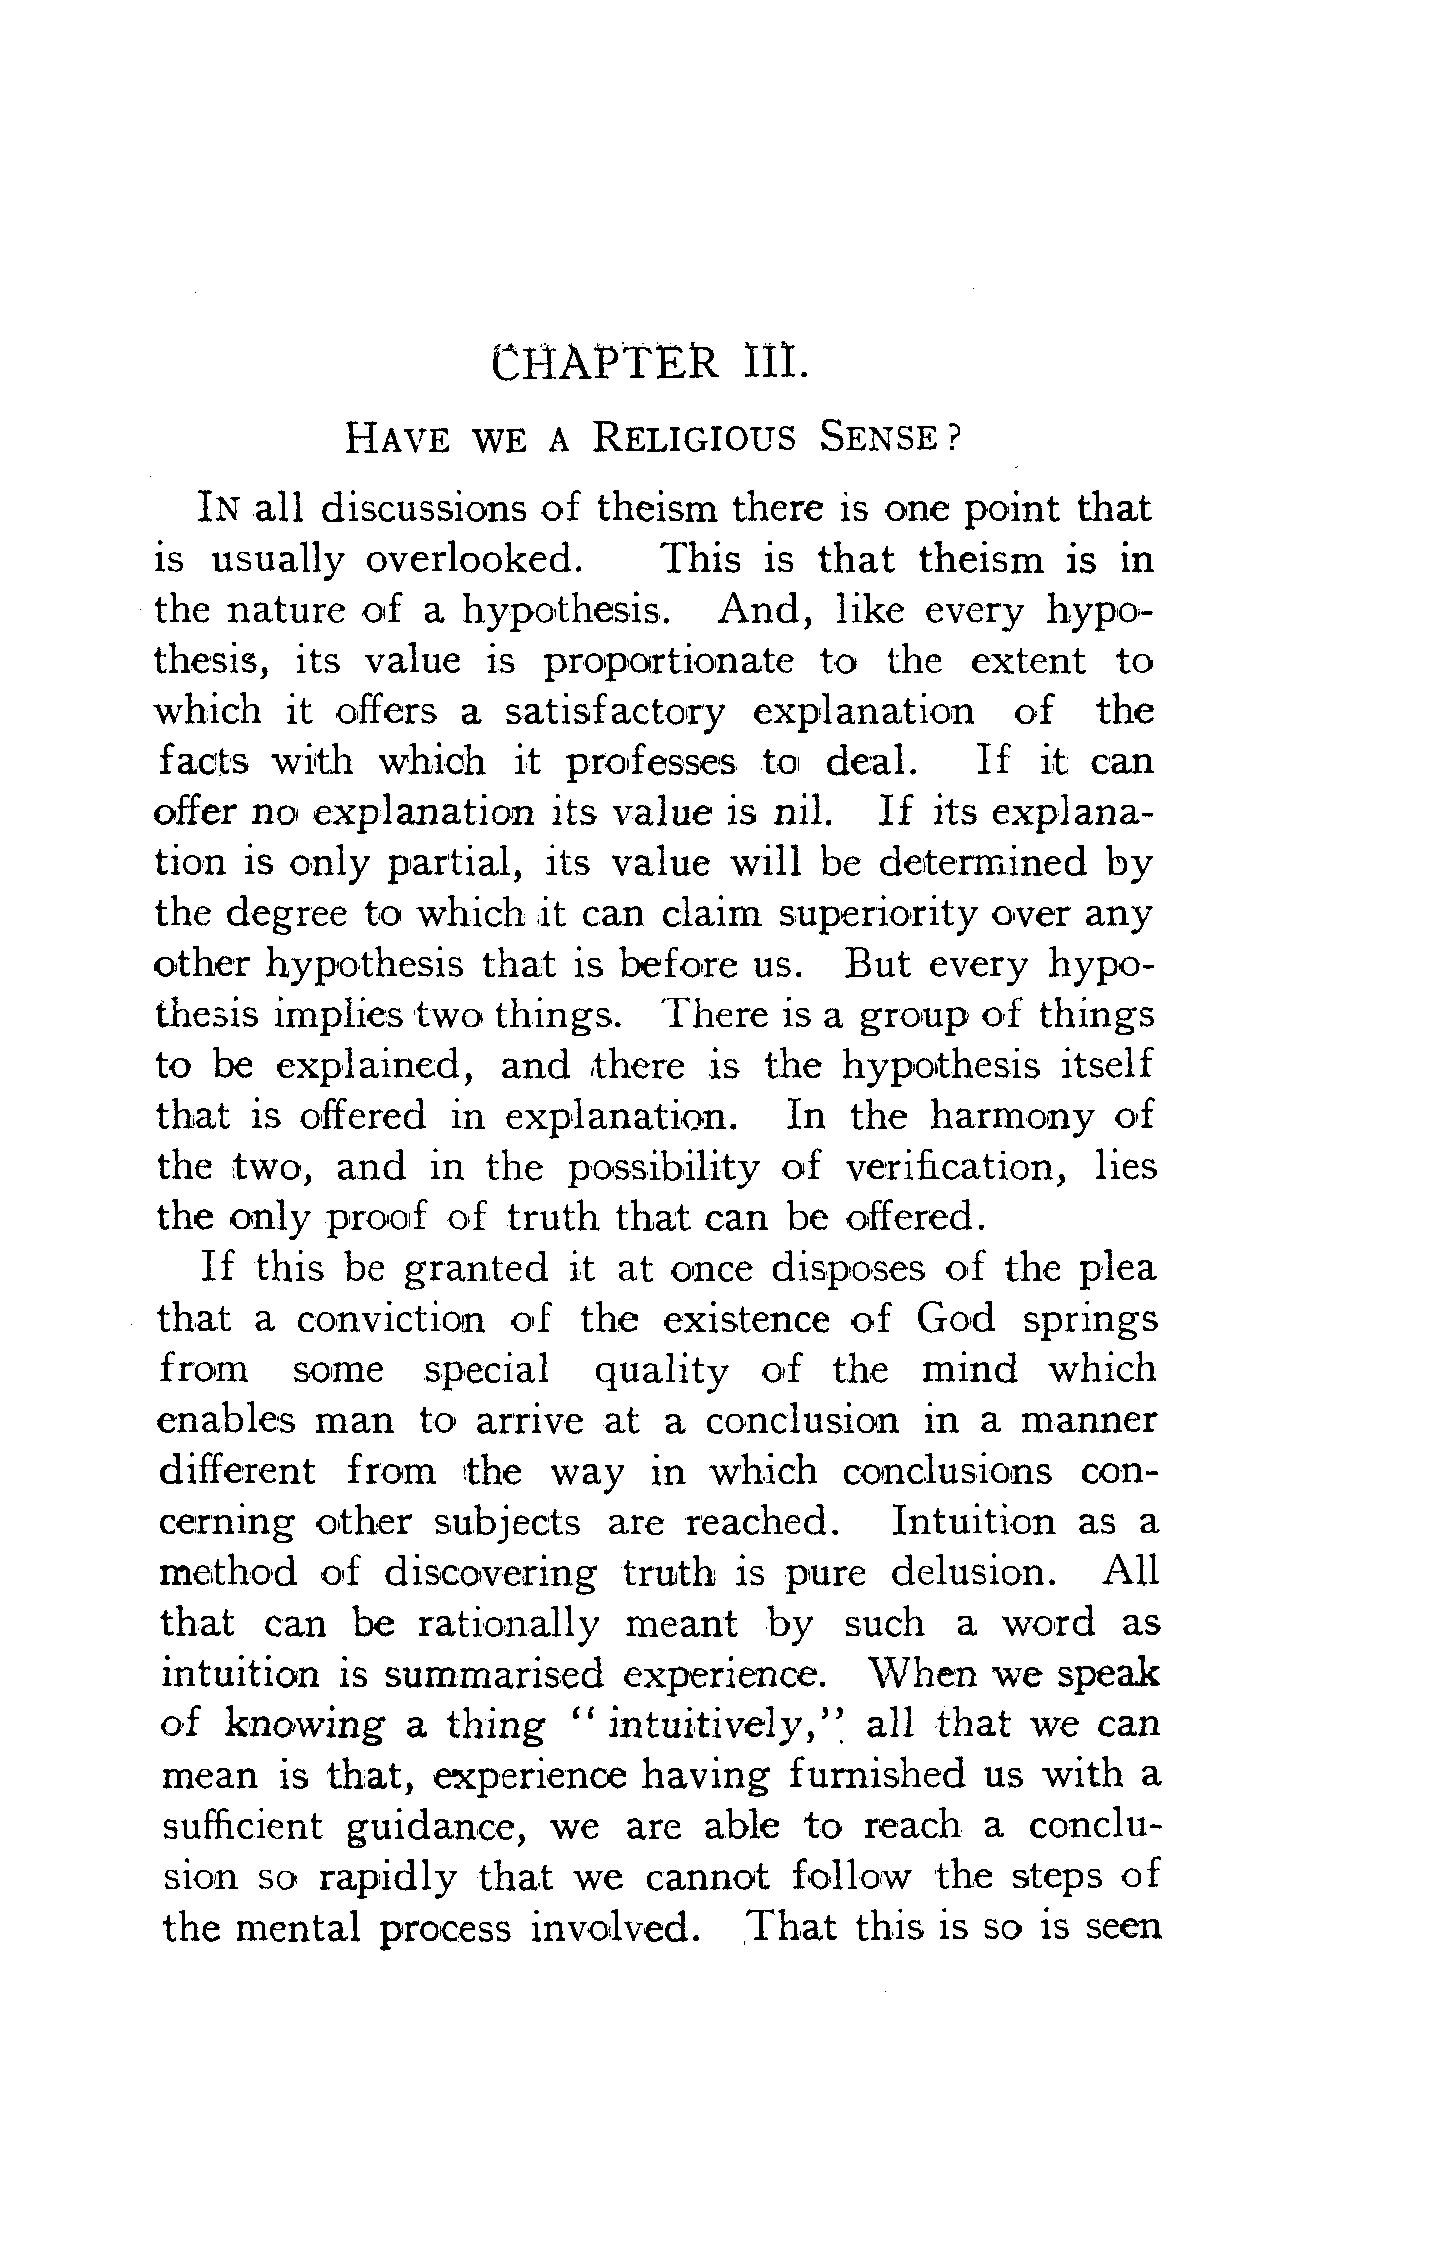 CHAPTER III.
HAVE WE A RELIGIOUS SENSE?
IN all discussions of theism there is one point that
is usually overlooked. This is that theism is in
the nature of a hypothesis. And, like every hypo-
thesis, its value is proportionate to the extent to
which it offers a satisfactory explanation of the
facts with which it professes to deal. If it can
offer no explanation its value is nil. If its explana-
tion is only partial, its value will be determined by
the degree to which it can claim superiority over any
other hypothesis that is before us. But every hypo-
thesis implies two things. There is a group of things
to be explained, and there is the hypothesis itself
that is offered in explanation. In the harmony of
the two, and in the possibility of verification, lies
the only proof of truth that can be offered.
If this be granted it at once disposes of the plea
that a conviction of the existence of God springs
from some special quality of the mind which
enables man to arrive at a conclusion in a manner
different from the way in which conclusions con-
cerning other subjects are reached. Intuition as a
method of discovering truth is pure delusion. All
that can be rationally meant by such a word as
intuition is summarised experience. When we speak
of knowing a thing "intuitively," all that we can
mean is that, experience having furnished us with a
sufficient guidance, we are able to reach a conclu-
sion so rapidly that we cannot follow the steps of
the mental process involved. That this is so is seen